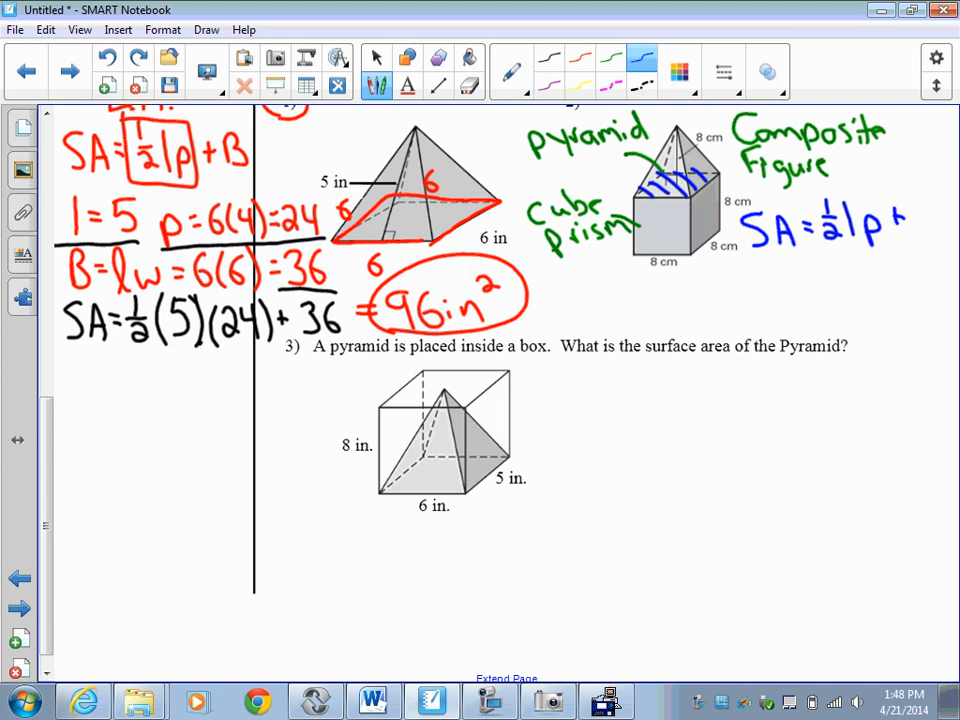 Untitled * - SMART Notebook
File Edit View Insert Format Draw Help
SA = 1/2 lp + B
l = 5 p = 6(4) = 24
B = lw = 6(6) = 36
SA = 1/2 (5)(24) + 36 = 96in²
5 in
6
6
6
6 in
pyramid
8 cm
Composite
Figure
Cube
prism
8 cm
8 cm
8 cm
SA = 1/2 lp +
3) A pyramid is placed inside a box. What is the surface area of the Pyramid?
8 in.
5 in.
6 in.
Extend Page
1:48 PM
4/21/2014